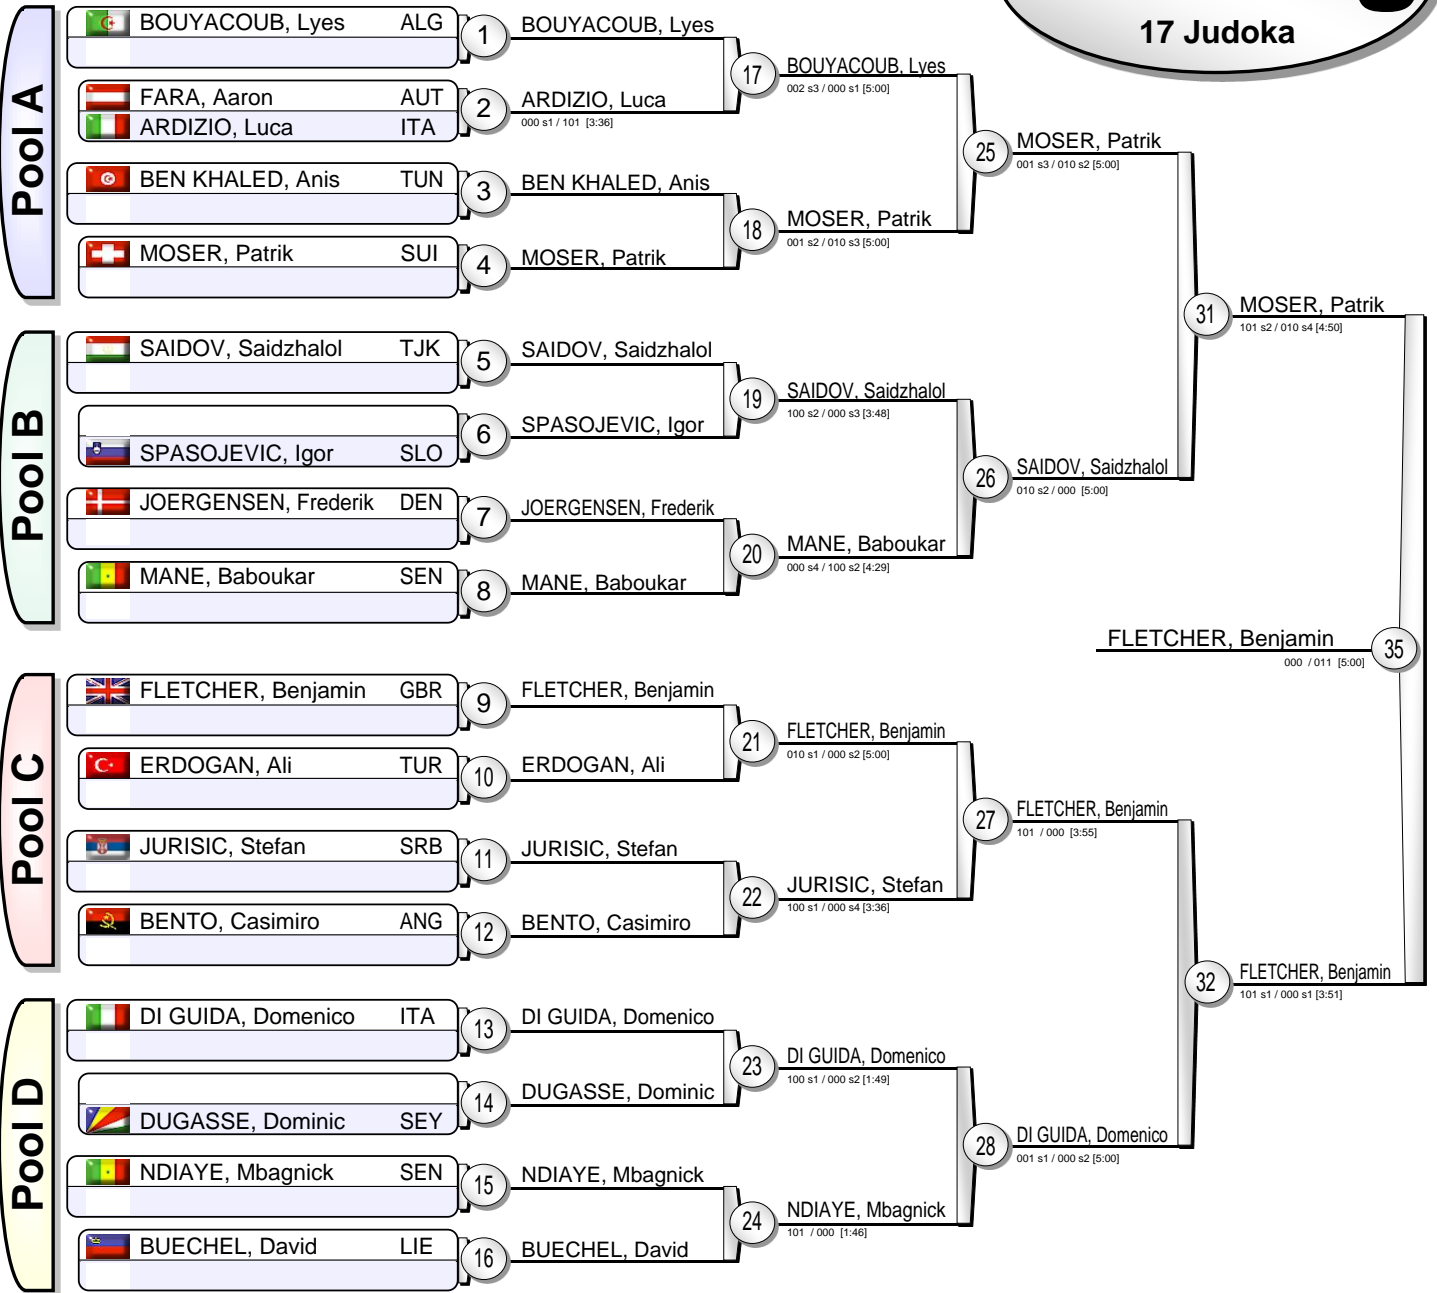 17 Judoka
Pool A
BOUYACOUB, Lyes ALG
1
FARA, Aaron AUT
ARDIZIO, Luca ITA
2
BEN KHALED, Anis TUN
3
MOSER, Patrik SUI
4
Pool B
SAIDOV, Saidzhalol TJK
5
SPASOJEVIC, Igor SLO
6
JOERGENSEN, Frederik DEN
7
MANE, Baboukar SEN
8
Pool C
FLETCHER, Benjamin GBR
9
ERDOGAN, Ali TUR
10
JURISIC, Stefan SRB
11
BENTO, Casimiro ANG
12
Pool D
DI GUIDA, Domenico ITA
13
DUGASSE, Dominic SEY
14
NDIAYE, Mbagnick SEN
15
BUECHEL, David LIE
16
BOUYACOUB, Lyes
ARDIZIO, Luca
000 s1 / 101 [3:36]
17
BEN KHALED, Anis
MOSER, Patrik
18
SAIDOV, Saidzhalol
SPASOJEVIC, Igor
19
JOERGENSEN, Frederik
MANE, Baboukar
20
FLETCHER, Benjamin
ERDOGAN, Ali
21
JURISIC, Stefan
BENTO, Casimiro
22
DI GUIDA, Domenico
DUGASSE, Dominic
23
NDIAYE, Mbagnick
BUECHEL, David
24
BOUYACOUB, Lyes
002 s3 / 000 s1 [5:00]
MOSER, Patrik
001 s2 / 010 s3 [5:00]
25
SAIDOV, Saidzhalol
100 s2 / 000 s3 [3:48]
MANE, Baboukar
000 s4 / 100 s2 [4:29]
26
FLETCHER, Benjamin
010 s1 / 000 s2 [5:00]
JURISIC, Stefan
100 s1 / 000 s4 [3:36]
27
DI GUIDA, Domenico
100 s1 / 000 s2 [1:49]
NDIAYE, Mbagnick
101 / 000 [1:46]
28
MOSER, Patrik
001 s3 / 010 s2 [5:00]
SAIDOV, Saidzhalol
010 s2 / 000 [5:00]
31
FLETCHER, Benjamin
101 / 000 [3:55]
DI GUIDA, Domenico
001 s1 / 000 s2 [5:00]
32
MOSER, Patrik
101 s2 / 010 s4 [4:50]
FLETCHER, Benjamin
101 s1 / 000 s1 [3:51]
35
FLETCHER, Benjamin
000 / 011 [5:00]